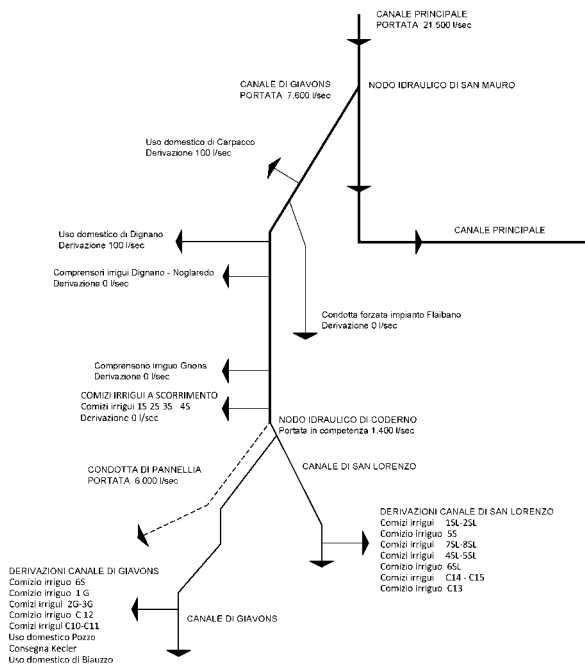 CANALE PRINCIPALE
PORTATA 21.500 l/sec
CANALE DI GIAVONS
PORTATA 7.600 l/sec
NODO IDRAULICO DI SAN MAURO
Uso domestico di Carpacco
Derivazione 100 l/sec
Uso domestico di Dignano
Derivazione 100 l/sec
CANALE PRINCIPALE
Comprensori irrigui Dignano - Noglaredo
Derivazione 0 l/sec
Condotta forzata impianto Flaibano
Derivazione 0 l/sec
Comprensorio irriguo Gnons
Derivazione 0 l/sec
COMIZI IRRIGUI A SCORRIMENTO
Comizi irrigui 1S 2S 3S 4S
Derivazione 0 l/sec
NODO IDRAULICO DI CODERNO
Portata in competenza 1.400 l/sec
CANALE DI SAN LORENZO
CONDOTTA DI PANNELLIA
PORTATA 6.000 l/sec
DERIVAZIONI CANALE DI SAN LORENZO
Comizi irrigui 1SL-2SL
Comizio irriguo 5S
Comizi irrigui 7SL-8SL
Comizi irrigui 4SL-5SL
Comizio irriguo 6SL
Comizi irrigui C14 - C15
Comizio irriguo C13
DERIVAZIONI CANALE DI GIAVONS
Comizio irriguo 6S
Comizio irriguo 1 G
Comizi irrigui 2G-3G
Comizio irriguo C 12
Comizi irrigui C10-C11
Uso domestico Pozzo
Consegna Kecler
Uso domestico di Biauzzo
CANALE DI GIAVONS